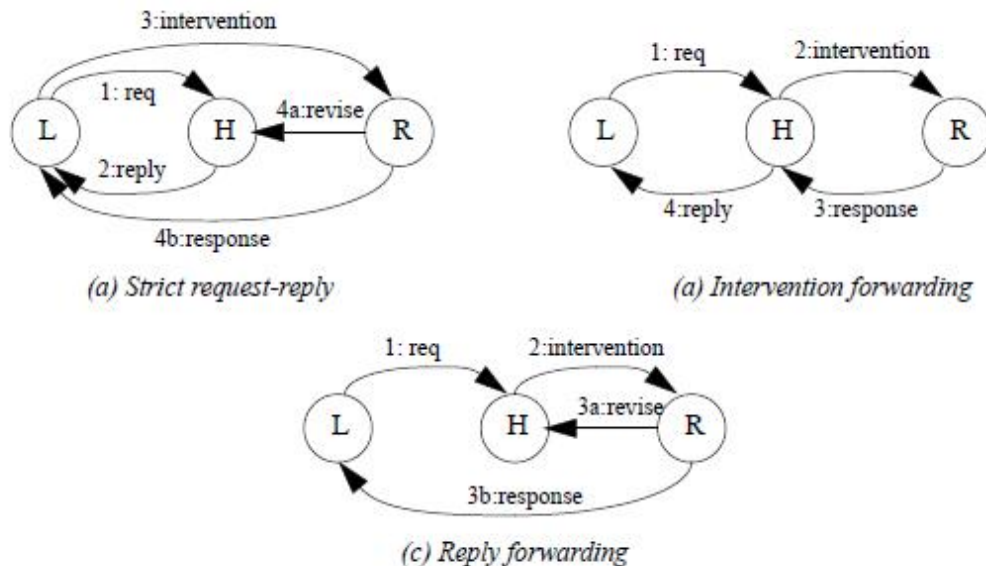 3:intervention
1: req
L
H
4a:revise
R
2:reply
4b:response
(a) Strict request-reply
1: req
2:intervention
L
H
R
4:reply
3:response
(a) Intervention forwarding
1: req
2:intervention
L
H
3a:revise
R
3b:response
(c) Reply forwarding